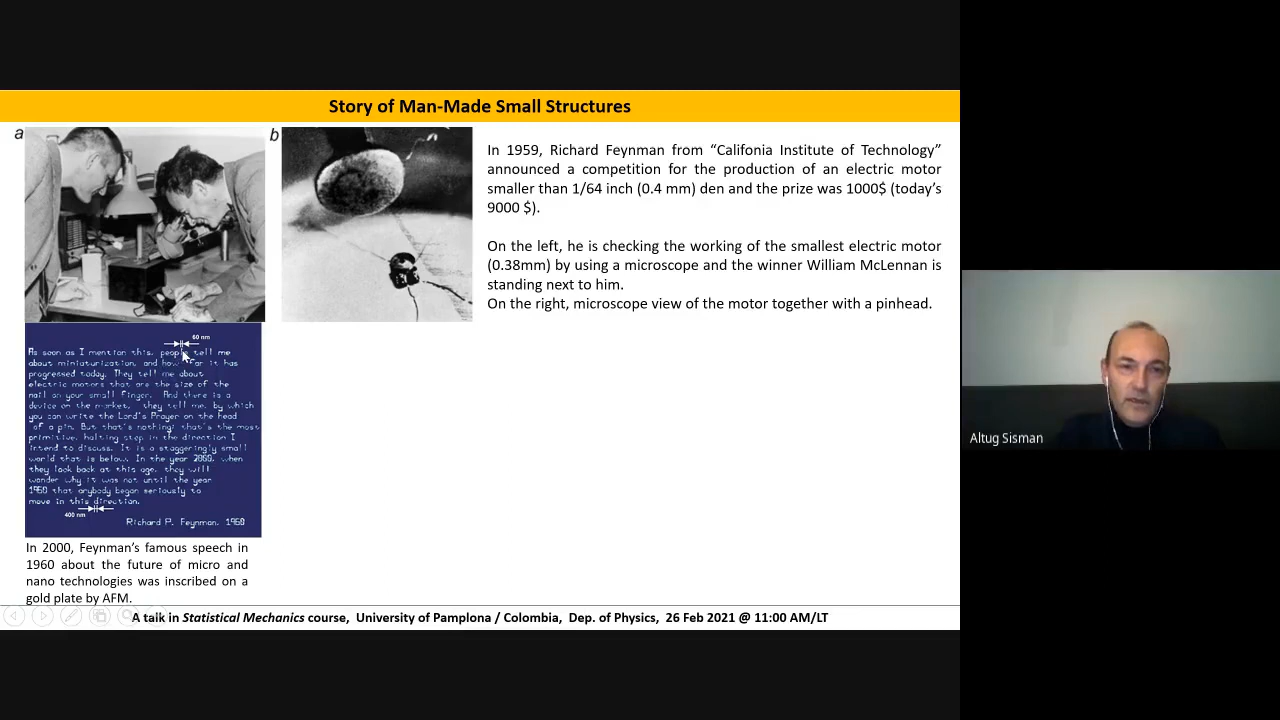 Story of Man-Made Small Structures
a
b
In 1959, Richard Feynman from “Califonia Institute of Technology”
announced a competition for the production of an electric motor
smaller than 1/64 inch (0.4 mm) den and the prize was 1000$ (today’s
9000 $).
On the left, he is checking the working of the smallest electric motor
(0.38mm) by using a microscope and the winner William McLennan is
standing next to him.
On the right, microscope view of the motor together with a pinhead.
60 nm
As soon as I mention this, people tell me
about miniaturization, and how far it has
progressed today. They tell me about
electric motors that are the size of the
nail on your small finger. And there is a
device on the market, they tell me, by which
you can write the Lord's Prayer on the head
of a pin. But that's nothing; that's the most
primitive, halting step in the direction I
intend to discuss. It is a staggeringly small
world that is below. In the year 2000, when
they look back at this age, they will
wonder why it was not until the year
1960 that anybody began seriously to
move in this direction.
400 nm
Richard P. Feynman, 1960
In 2000, Feynman’s famous speech in
1960 about the future of micro and
nano technologies was inscribed on a
gold plate by AFM.
A talk in Statistical Mechanics course, University of Pamplona / Colombia, Dep. of Physics, 26 Feb 2021 @ 11:00 AM/LT
Altug Sisman